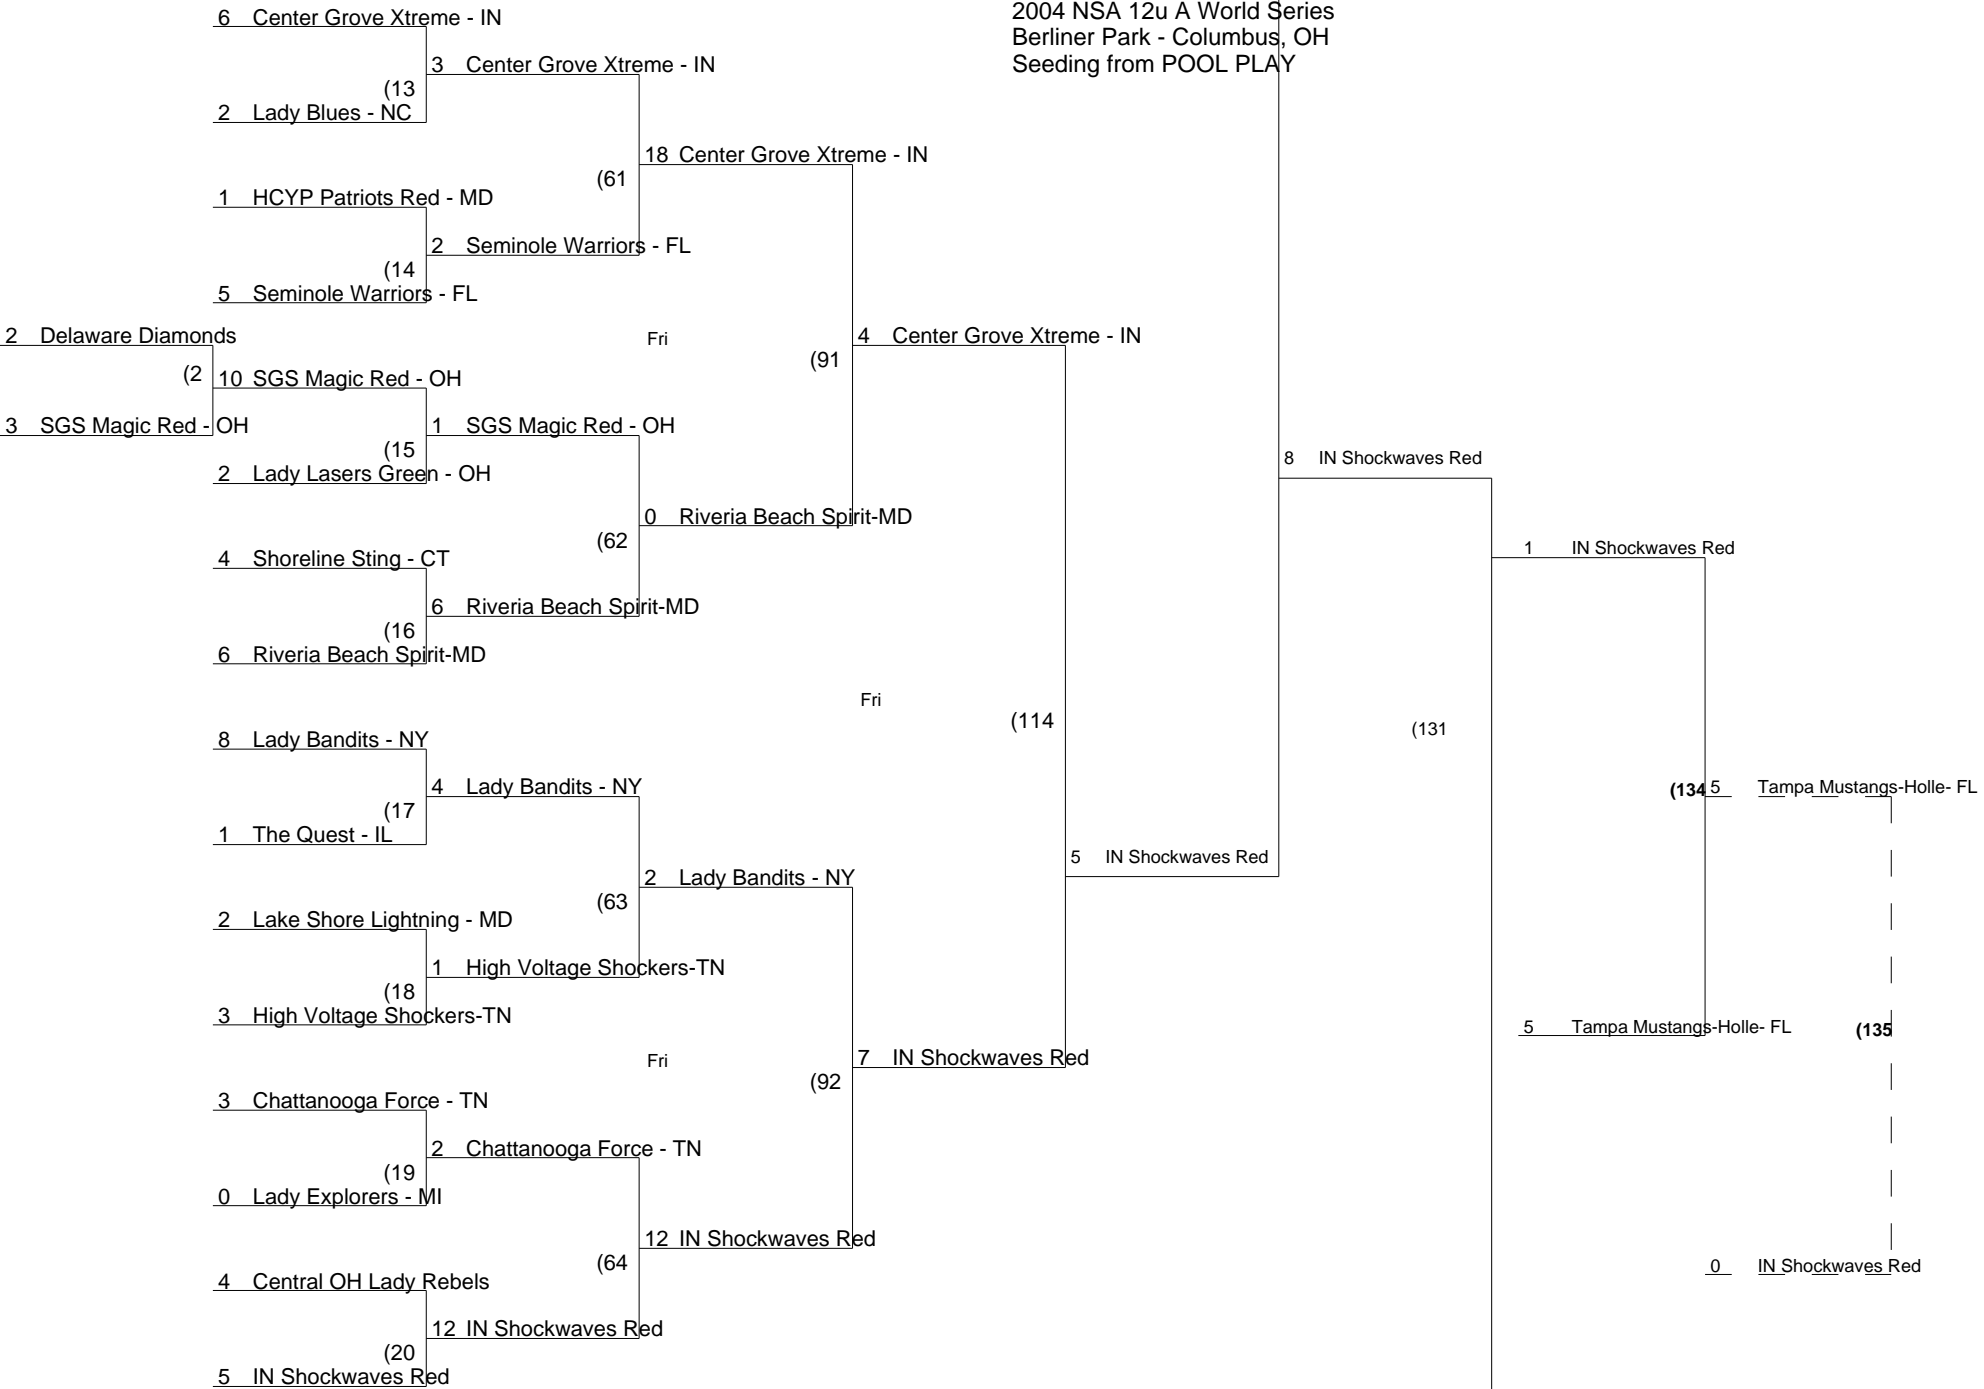 6 Center Grove Xtreme - IN
2004 NSA 12u A World Series
Berliner Park - Columbus, OH
Seeding from POOL PLAY
3 Center Grove Xtreme - IN
(13
2 Lady Blues - NC
18 Center Grove Xtreme - IN
(61
1 HCYP Patriots Red - MD
2 Seminole Warriors - FL
(14
5 Seminole Warriors - FL
2 Delaware Diamonds
Fri
4 Center Grove Xtreme - IN
(91
(2
10 SGS Magic Red - OH
3 SGS Magic Red - OH
1 SGS Magic Red - OH
(15
2 Lady Lasers Green - OH
8 IN Shockwaves Red
0 Riveria Beach Spirit-MD
(62
4 Shoreline Sting - CT
1 IN Shockwaves Red
6 Riveria Beach Spirit-MD
(16
6 Riveria Beach Spirit-MD
Fri
(114
(131
8 Lady Bandits - NY
4 Lady Bandits - NY
(134
5 Tampa Mustangs-Holle- FL
(17
1 The Quest - IL
5 IN Shockwaves Red
2 Lady Bandits - NY
(63
2 Lake Shore Lightning - MD
1 High Voltage Shockers-TN
(18
3 High Voltage Shockers-TN
5 Tampa Mustangs-Holle- FL
(135
Fri
7 IN Shockwaves Red
(92
3 Chattanooga Force - TN
2 Chattanooga Force - TN
(19
0 Lady Explorers - MI
12 IN Shockwaves Red
(64
0 IN Shockwaves Red
4 Central OH Lady Rebels
12 IN Shockwaves Red
(20
5 IN Shockwaves Red